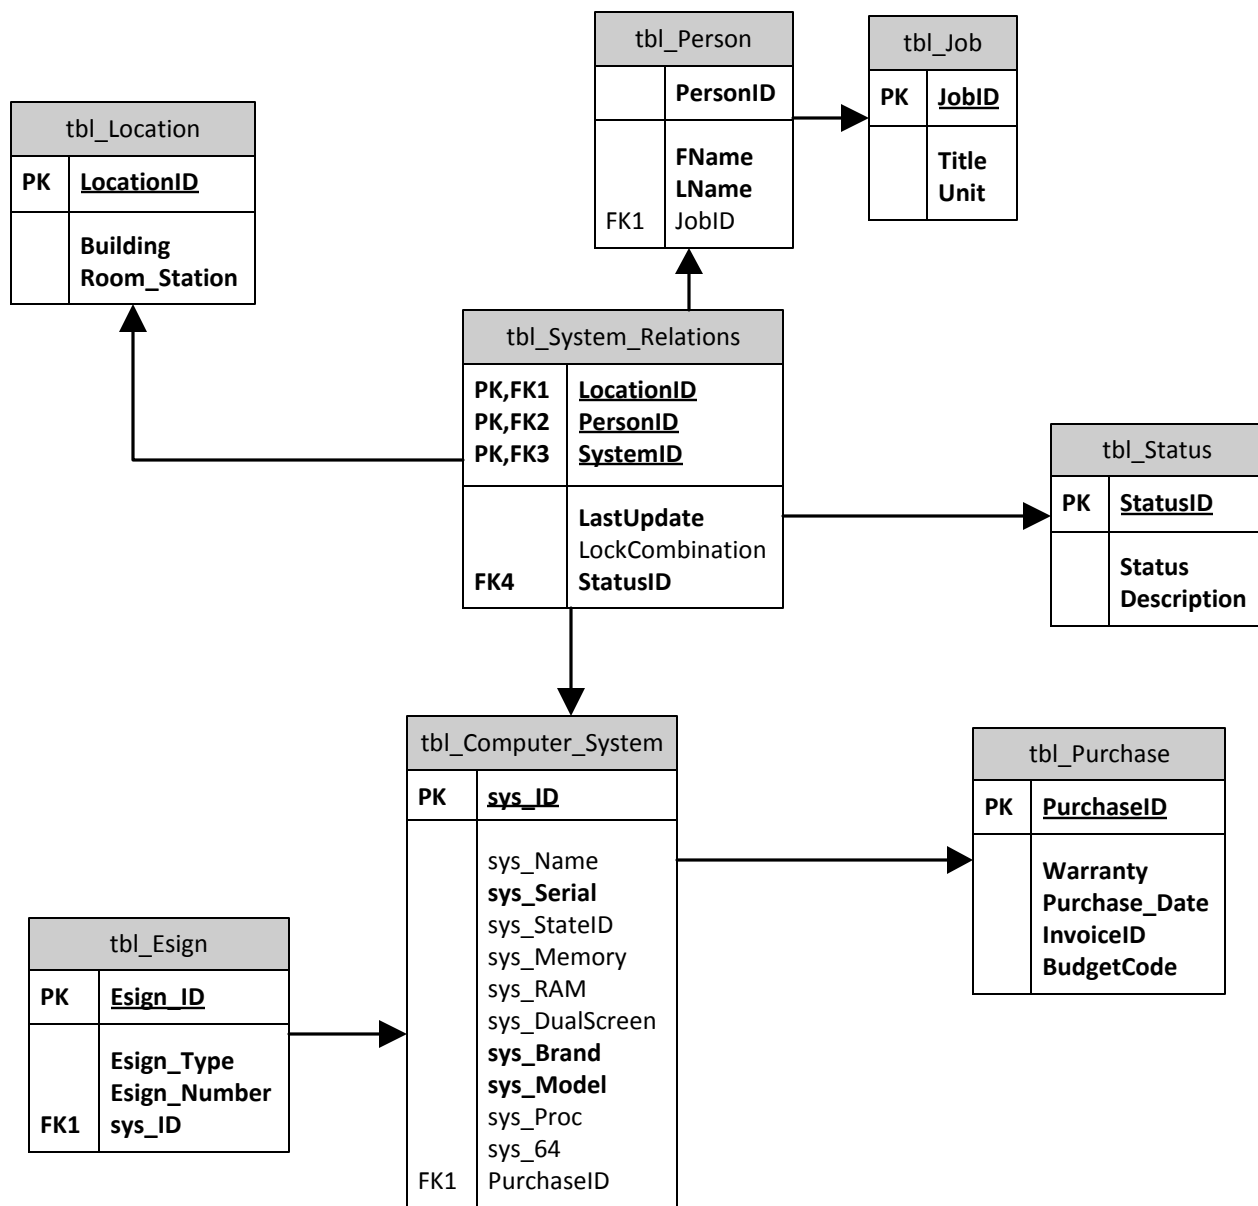 tbl_Person
PersonID
FName
LName
FK1 JobID
tbl_Job
PK JobID
Title
Unit
tbl_Location
PK LocationID
Building
Room_Station
tbl_System_Relations
PK,FK1 LocationID
PK,FK2 PersonID
PK,FK3 SystemID
LastUpdate
LockCombination
FK4 StatusID
tbl_Status
PK StatusID
Status
Description
tbl_Computer_System
PK sys_ID
sys_Name
sys_Serial
sys_StateID
sys_Memory
sys_RAM
sys_DualScreen
sys_Brand
sys_Model
sys_Proc
sys_64
FK1 PurchaseID
tbl_Purchase
PK PurchaseID
Warranty
Purchase_Date
InvoiceID
BudgetCode
tbl_Esign
PK Esign_ID
Esign_Type
Esign_Number
FK1 sys_ID